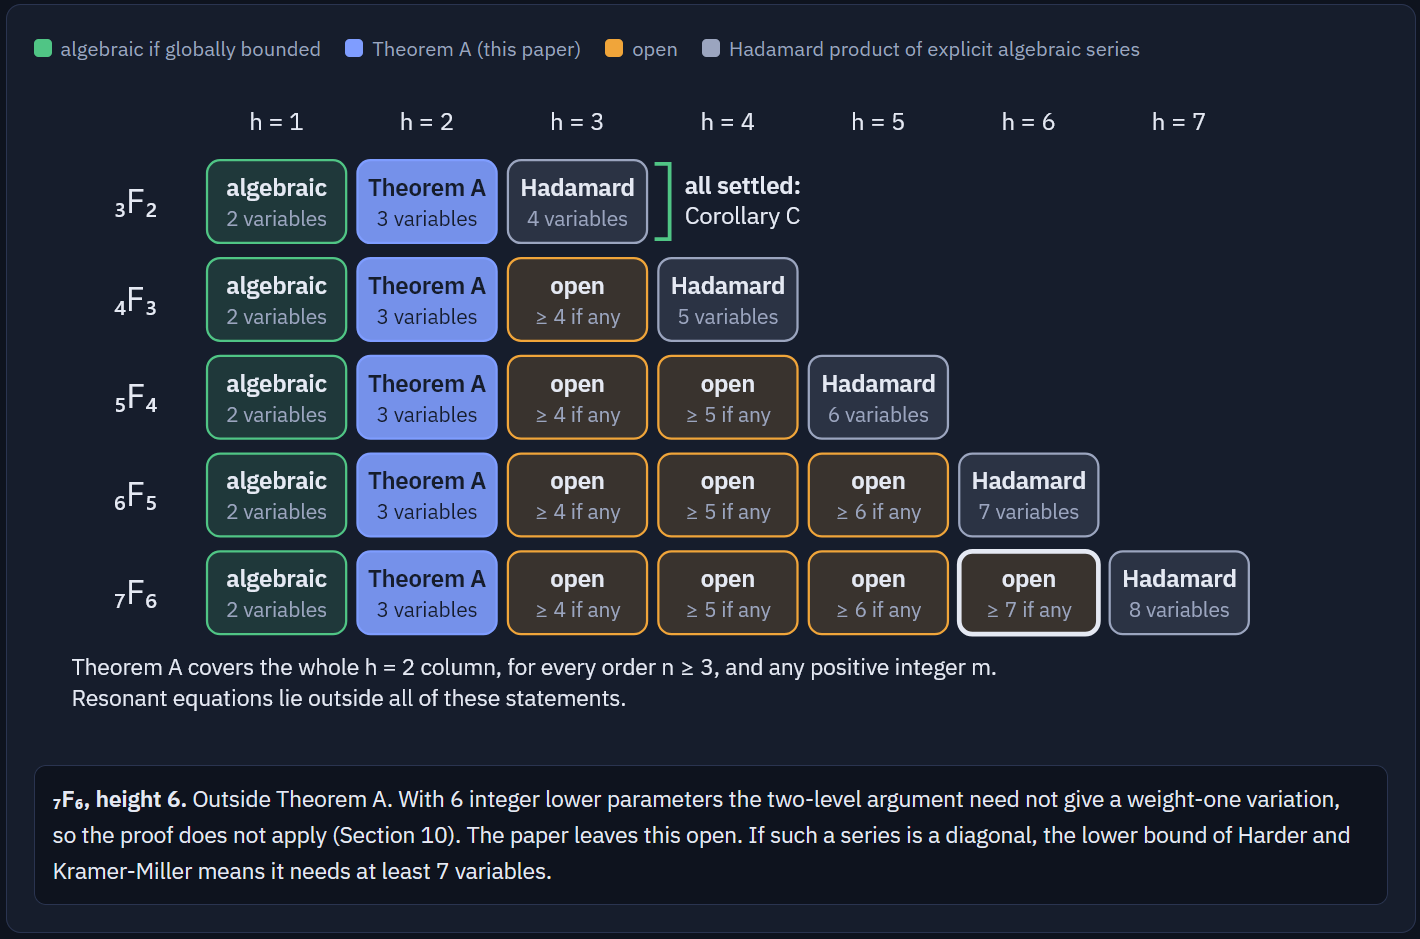 algebraic if globally bounded Theorem A (this paper) open Hadamard product of explicit algebraic series
h = 1 h = 2 h = 3 h = 4 h = 5 h = 6 h = 7
₃F₂ algebraic Theorem A Hadamard all settled:
2 variables 3 variables 4 variables Corollary C
₄F₃ algebraic Theorem A open Hadamard
2 variables 3 variables ≥ 4 if any 5 variables
₅F₄ algebraic Theorem A open open Hadamard
2 variables 3 variables ≥ 4 if any ≥ 5 if any 6 variables
₆F₅ algebraic Theorem A open open open Hadamard
2 variables 3 variables ≥ 4 if any ≥ 5 if any ≥ 6 if any 7 variables
₇F₆ algebraic Theorem A open open open open Hadamard
2 variables 3 variables ≥ 4 if any ≥ 5 if any ≥ 6 if any ≥ 7 if any 8 variables
Theorem A covers the whole h = 2 column, for every order n ≥ 3, and any positive integer m.
Resonant equations lie outside all of these statements.
₇F₆, height 6. Outside Theorem A. With 6 integer lower parameters the two-level argument need not give a weight-one variation,
so the proof does not apply (Section 10). The paper leaves this open. If such a series is a diagonal, the lower bound of Harder and
Kramer-Miller means it needs at least 7 variables.